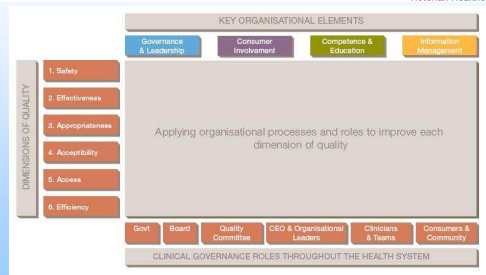 KEY ORGANISATIONAL ELEMENTS
Governance
& Leadership
Consumer
Involvement
Competence &
Education
Information
Management
DIMENSIONS OF QUALITY
1. Safety
2. Effectiveness
3. Appropriateness
4. Acceptibility
5. Access
6. Efficiency
Applying organisational processes and roles to improve each
dimension of quality
Govt
Board
Quality
Committee
CEO & Organisational
Leaders
Clinicians
& Teams
Consumers &
Community
CLINICAL GOVERNANCE ROLES THROUGHOUT THE HEALTH SYSTEM